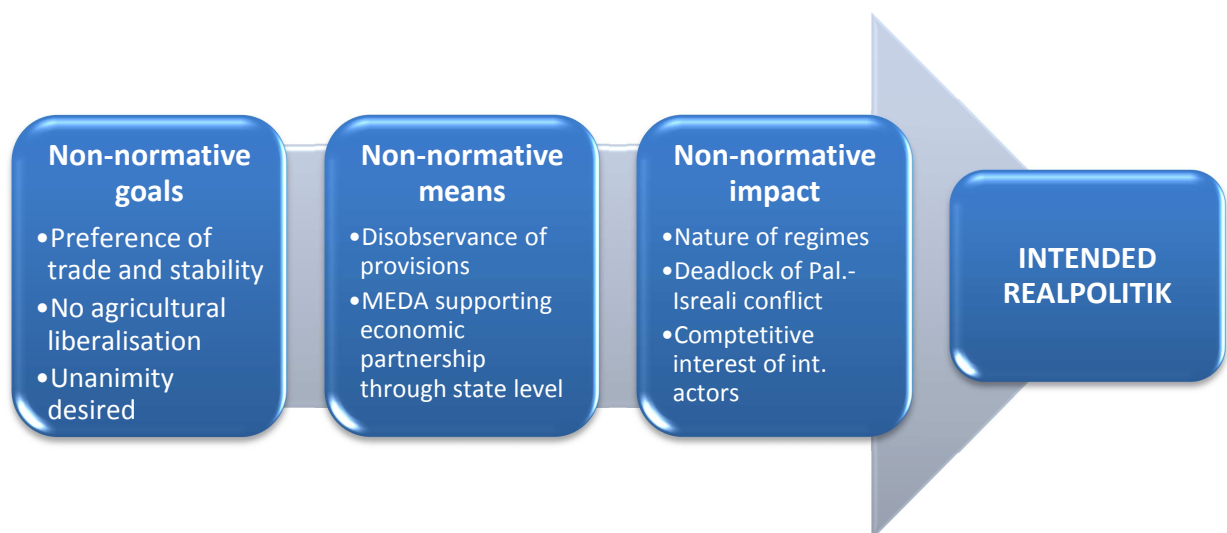 Non-normative
goals
•Preference of
trade and stability
•No agricultural
liberalisation
•Unanimity
desired
Non-normative
means
•Disobservance of
provisions
•MEDA supporting
economic
partnership
through state level
Non-normative
impact
•Nature of regimes
•Deadlock of Pal.-
Isreali conflict
•Comptetitive
interest of int.
actors
INTENDED
REALPOLITIK